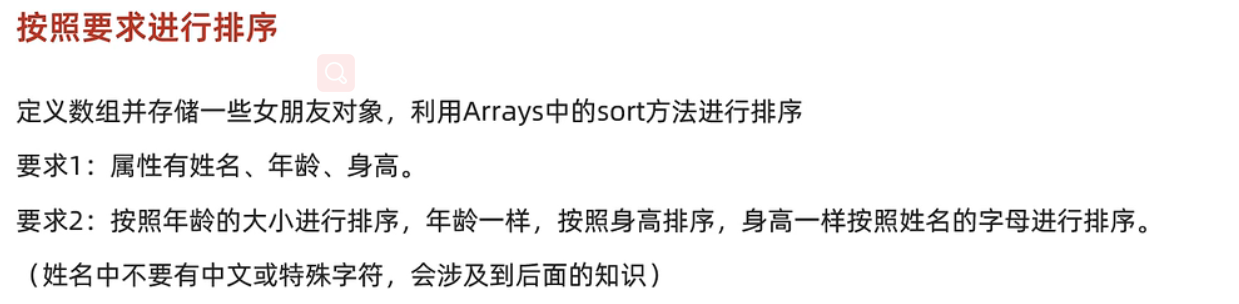 按照要求进行排序
定义数组并存储一些女朋友对象，利用Arrays中的sort方法进行排序
要求1：属性有姓名、年龄、身高。
要求2：按照年龄的大小进行排序，年龄一样，按照身高排序，身高一样按照姓名的字母进行排序。
（姓名中不要有中文或特殊字符，会涉及到后面的知识）